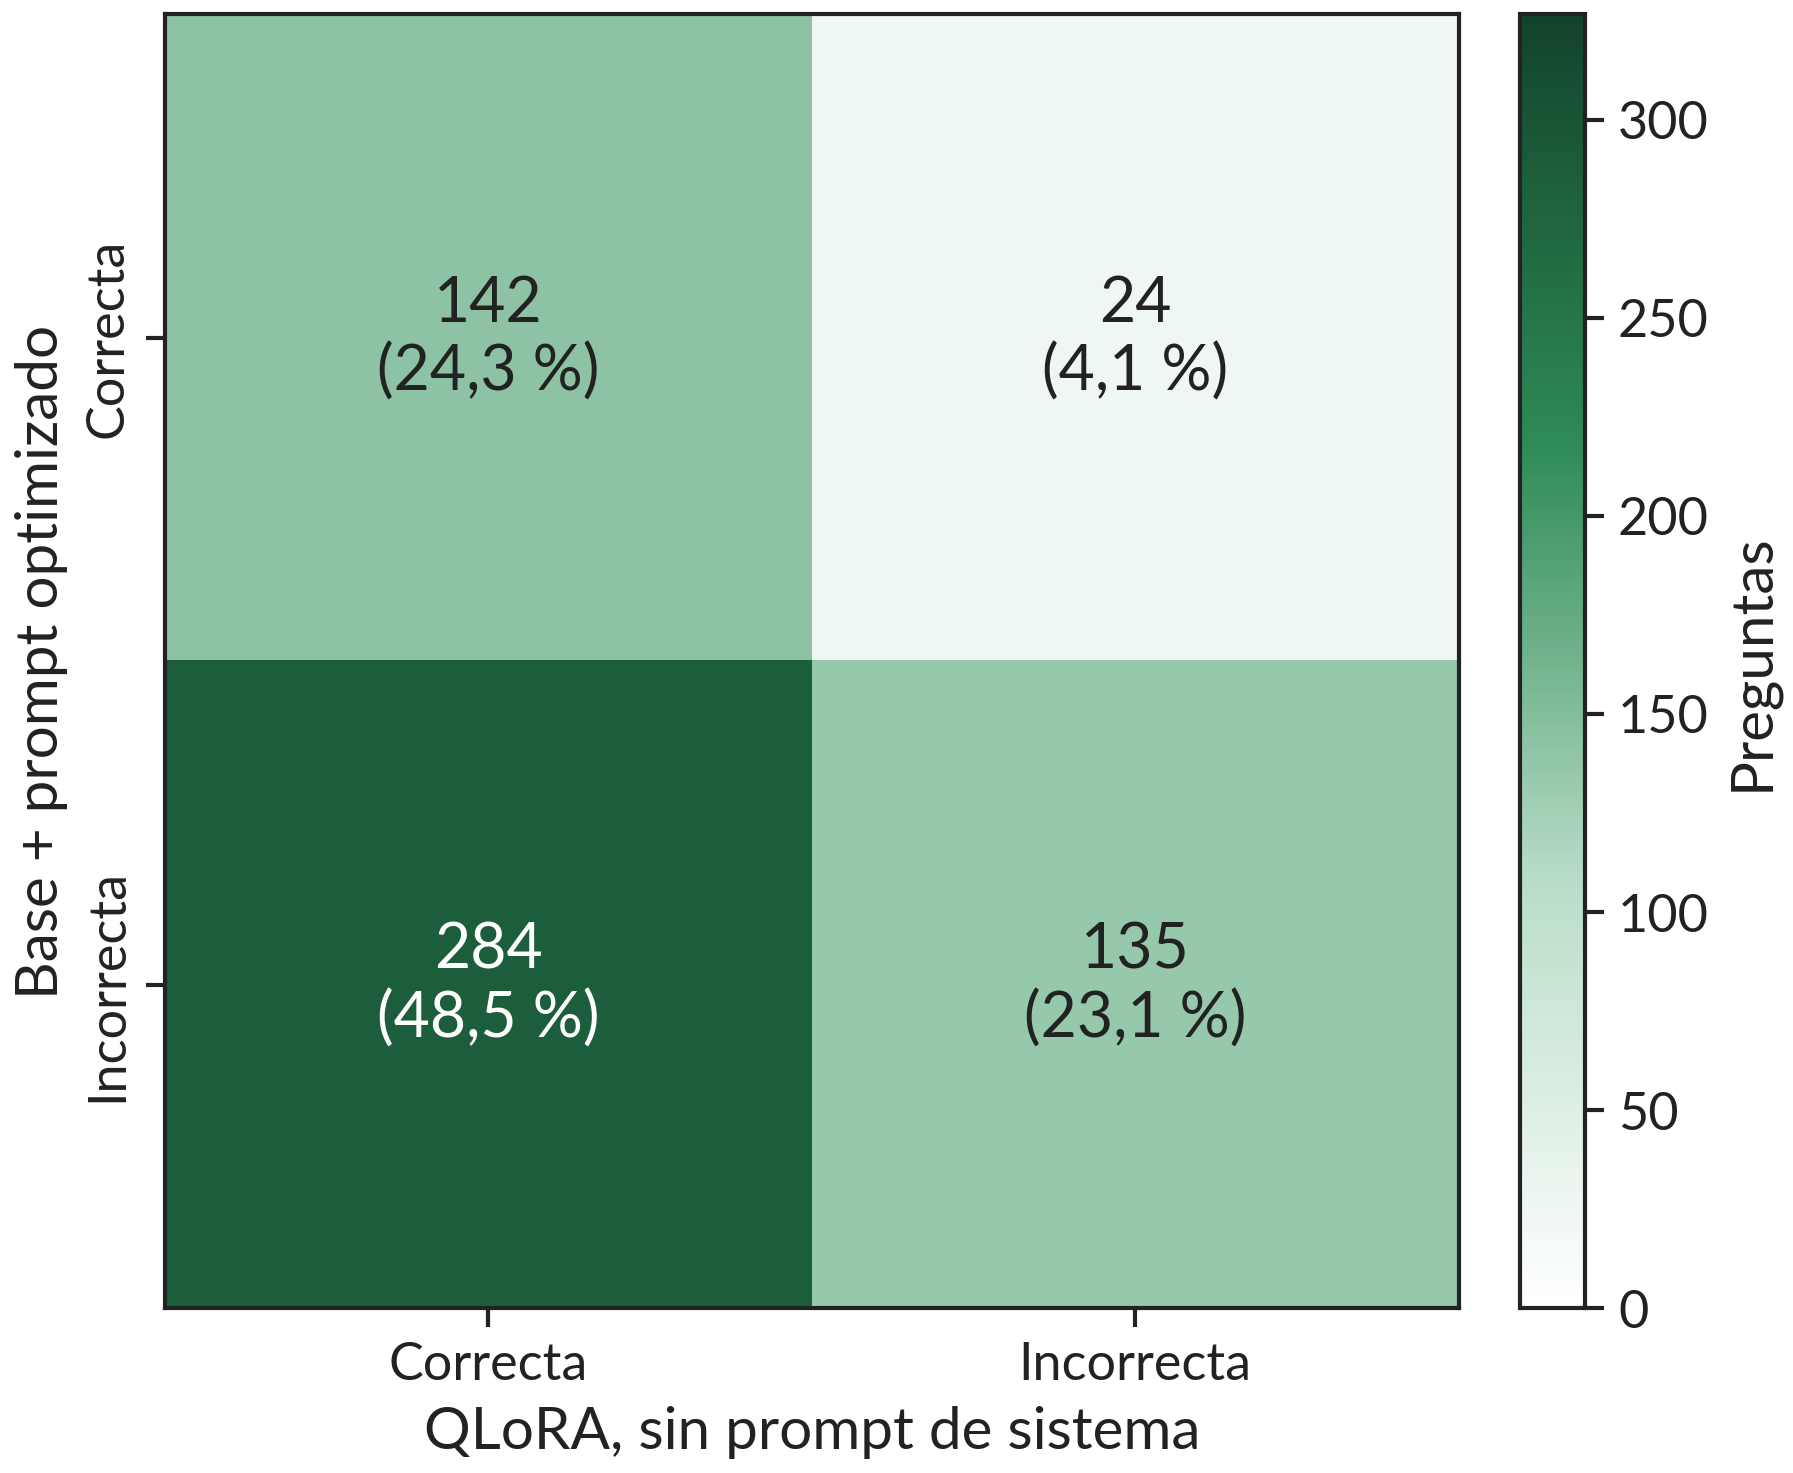 Base + prompt optimizado
Correcta
Incorrecta
142
(24,3 %)
24
(4,1 %)
284
(48,5 %)
135
(23,1 %)
Correcta
Incorrecta
QLoRA, sin prompt de sistema
300
250
200
150
100
50
0
Preguntas